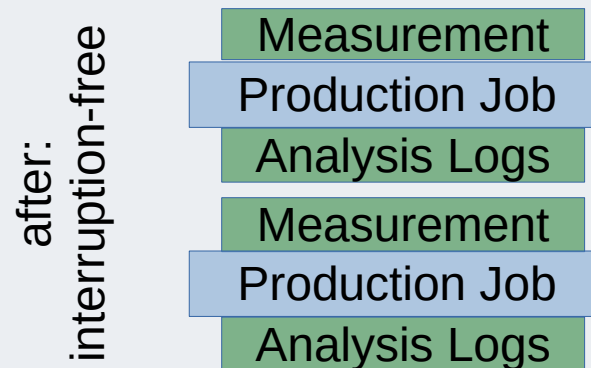 after:
interruption-free
Measurement
Production Job
Analysis Logs
Measurement
Production Job
Analysis Logs